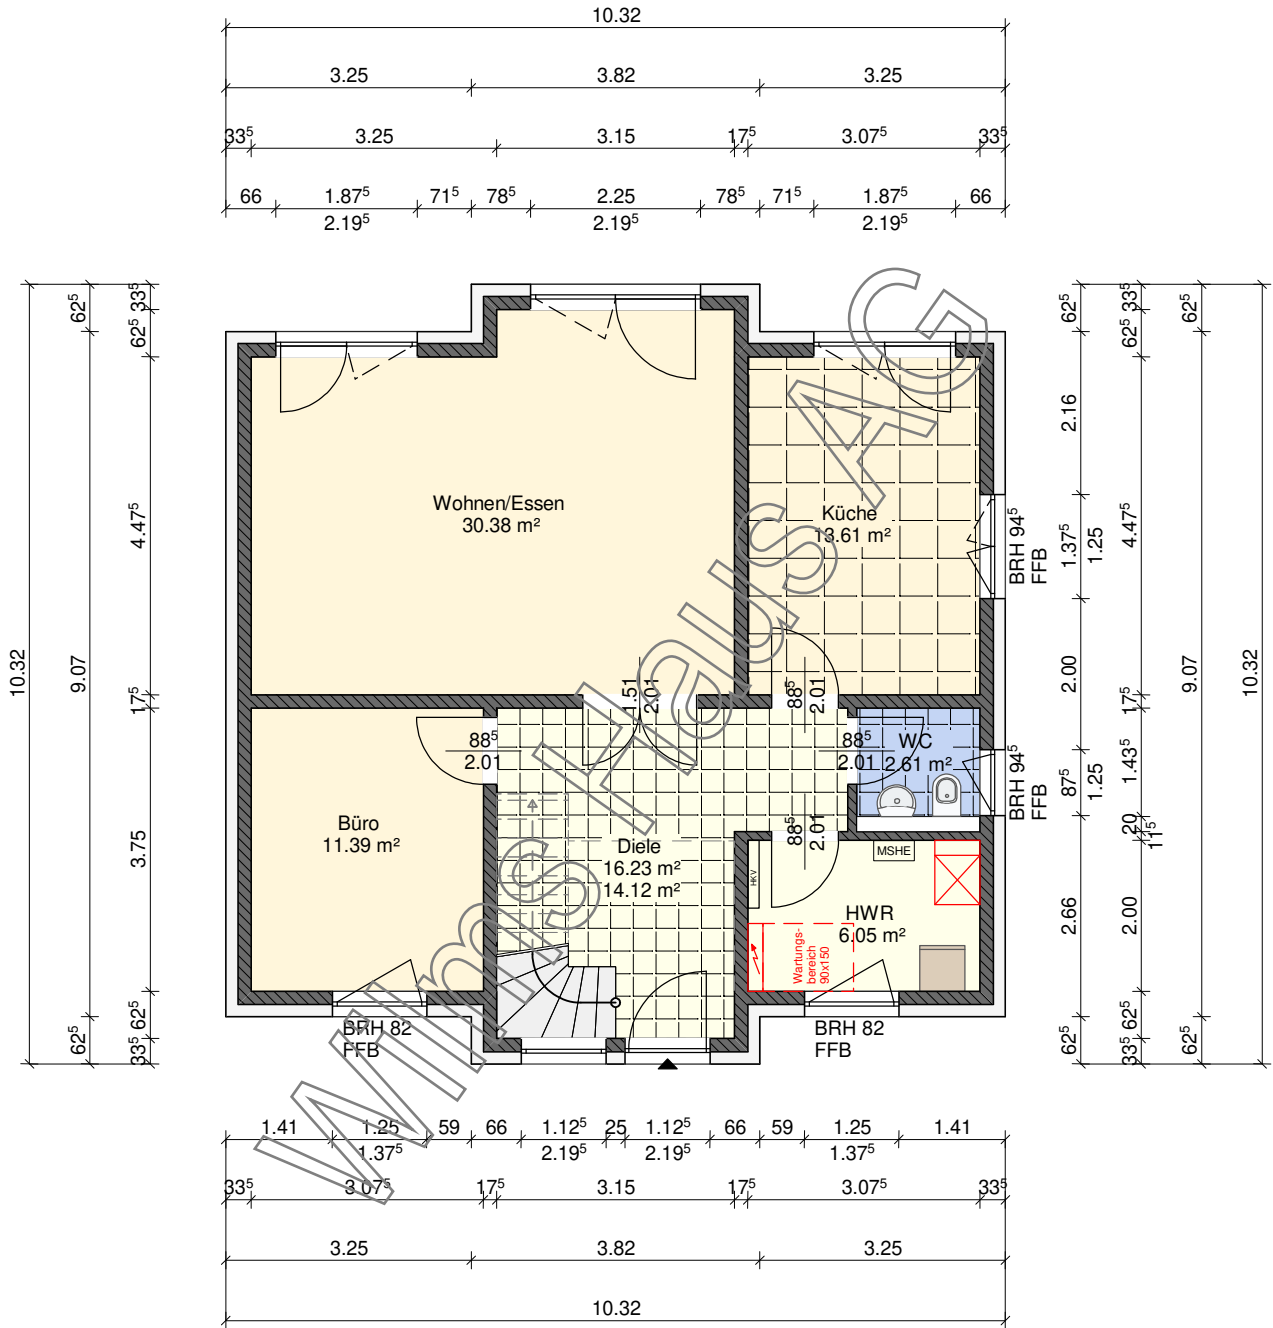 10.32
3.25 3.82 3.25
33⁵ 3.25 3.15 17⁵ 3.07⁵ 33⁵
66 1.87⁵ 71⁵ 78⁵ 2.25 78⁵ 71⁵ 1.87⁵ 66
2.19⁵ 2.19⁵ 2.19⁵
10.32
62⁵ 9.07 62⁵
33⁵ 62⁵ 4.47⁵ 17⁵ 3.75 62⁵ 33⁵
Wohnen/Essen
30.38 m²
Küche
13.61 m²
BRH 94⁵
FFB
1.51
2.01
88⁵
2.01
88⁵
2.01
88⁵
2.01
WC
2.61 m²
BRH 94⁵
FFB
Büro
11.39 m²
Diele
16.23 m²
14.12 m²
88⁵
2.01
MSHE
HKV
HWR
6.05 m²
Wartungs-
bereich
90x150
BRH 82
FFB
BRH 82
FFB
Wilms Haus AG
62⁵ 2.16 1.37⁵ 2.00 87⁵ 2.66 62⁵
1.25 1.25
33⁵ 62⁵ 4.47⁵ 17⁵ 1.43⁵ 20 11⁵ 2.00 62⁵ 33⁵
62⁵ 9.07 62⁵
10.32
1.41 1.25 59 66 1.12⁵ 25 1.12⁵ 66 59 1.25 1.41
1.37⁵ 2.19⁵ 2.19⁵ 1.37⁵
33⁵ 3.07⁵ 17⁵ 3.15 17⁵ 3.07⁵ 33⁵
3.25 3.82 3.25
10.32